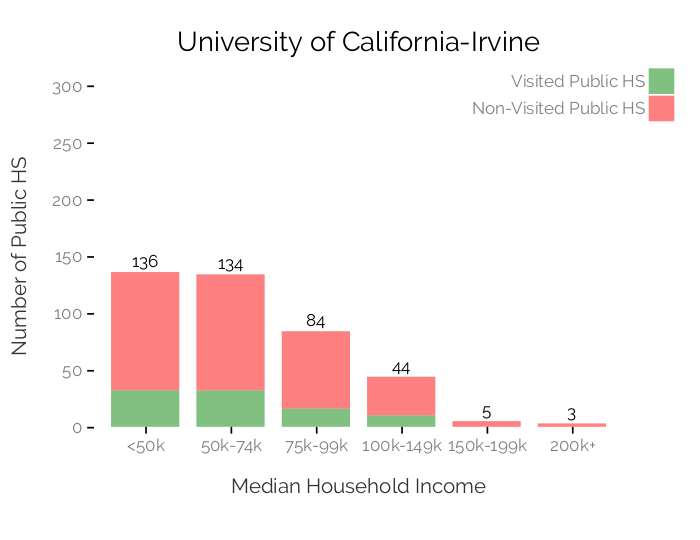 University of California-Irvine
Visited Public HS
Non-Visited Public HS
Number of Public HS
300
250
200
150
100
50
0
136
134
84
44
5
3
<50k
50k-74k
75k-99k
100k-149k
150k-199k
200k+
Median Household Income